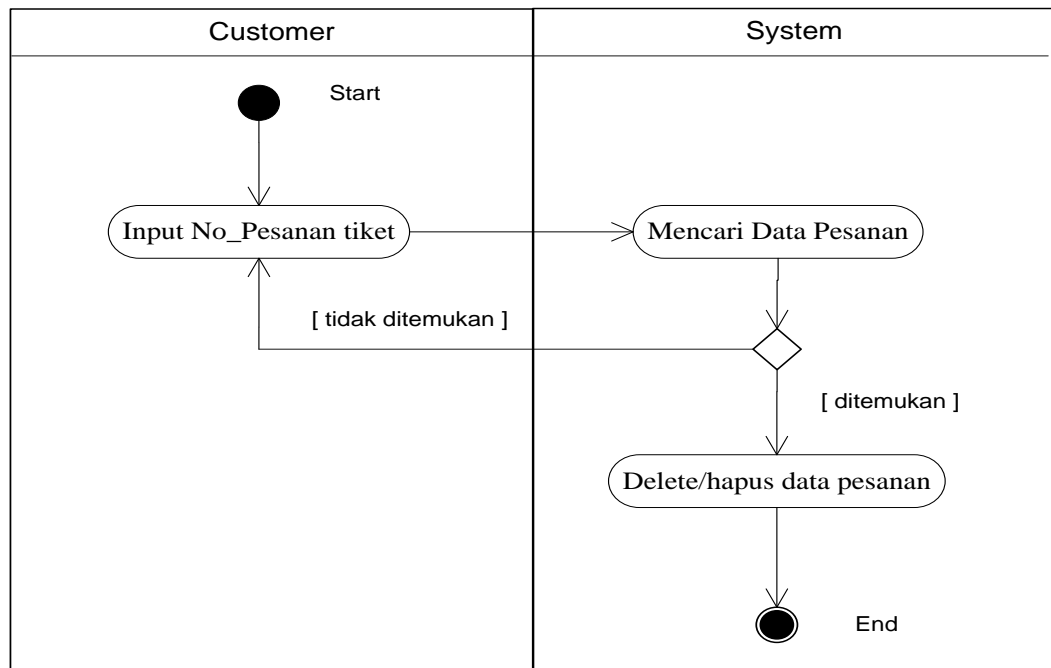 Customer
System
Start
Input No_Pesanan tiket
Mencari Data Pesanan
[ tidak ditemukan ]
[ ditemukan ]
Delete/hapus data pesanan
End